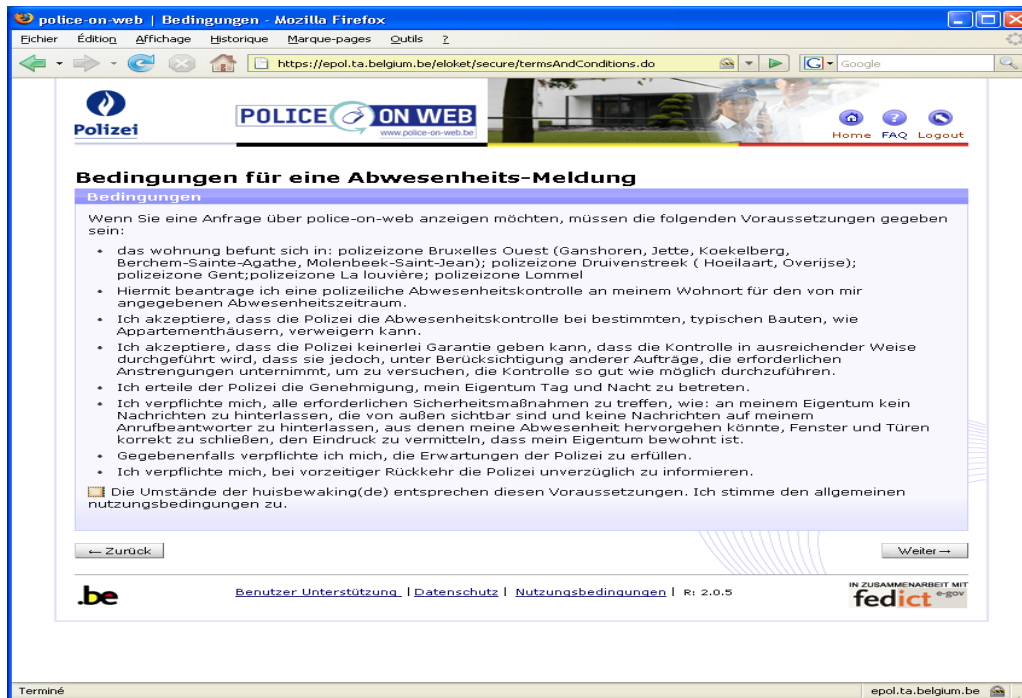 police-on-web | Bedingungen - Mozilla Firefox
Fichier Édition Affichage Historique Marque-pages Outils ?
https://epol.ta.belgium.be/eloket/secure/termsAndConditions.do
G Google
Polizei
POLICE ON WEB
www.police-on-web.be
Home FAQ Logout
Bedingungen für eine Abwesenheits-Meldung
Bedingungen
Wenn Sie eine Anfrage über police-on-web anzeigen möchten, müssen die folgenden Voraussetzungen gegeben
sein:
• das wohnung befunt sich in: polizeizone Bruxelles Ouest (Ganshoren, Jette, Koekelberg,
Berchem-Sainte-Agathe, Molenbeek-Saint-Jean); polizeizone Druivenstreek ( Hoeilaart, Overijse);
polizeizone Gent;polizeizone La louvière; polizeizone Lommel
• Hiermit beantrage ich eine polizeiliche Abwesenheitskontrolle an meinem Wohnort für den von mir
angegebenen Abwesenheitszeitraum.
• Ich akzeptiere, dass die Polizei die Abwesenheitskontrolle bei bestimmten, typischen Bauten, wie
Appartementhäusern, verweigern kann.
• Ich akzeptiere, dass die Polizei keinerlei Garantie geben kann, dass die Kontrolle in ausreichender Weise
durchgeführt wird, dass sie jedoch, unter Berücksichtigung anderer Aufträge, die erforderlichen
Anstrengungen unternimmt, um zu versuchen, die Kontrolle so gut wie möglich durchzuführen.
• Ich erteile der Polizei die Genehmigung, mein Eigentum Tag und Nacht zu betreten.
• Ich verpflichte mich, alle erforderlichen Sicherheitsmaßnahmen zu treffen, wie: an meinem Eigentum kein
Nachrichten zu hinterlassen, die von außen sichtbar sind und keine Nachrichten auf meinem
Anrufbeantworter zu hinterlassen, aus denen meine Abwesenheit hervorgehen könnte, Fenster und Türen
korrekt zu schließen, den Eindruck zu vermitteln, dass mein Eigentum bewohnt ist.
• Gegebenenfalls verpflichte ich mich, die Erwartungen der Polizei zu erfüllen.
• Ich verpflichte mich, bei vorzeitiger Rückkehr die Polizei unverzüglich zu informieren.
Die Umstände der huisbewaking(de) entsprechen diesen Voraussetzungen. Ich stimme den allgemeinen
nutzungsbedingungen zu.
← Zurück Weiter →
.be
Benutzer Unterstützung | Datenschutz | Nutzungsbedingungen | R: 2.0.5
IN ZUSAMMENARBEIT MIT
fedict e-gov
Terminé epol.ta.belgium.be